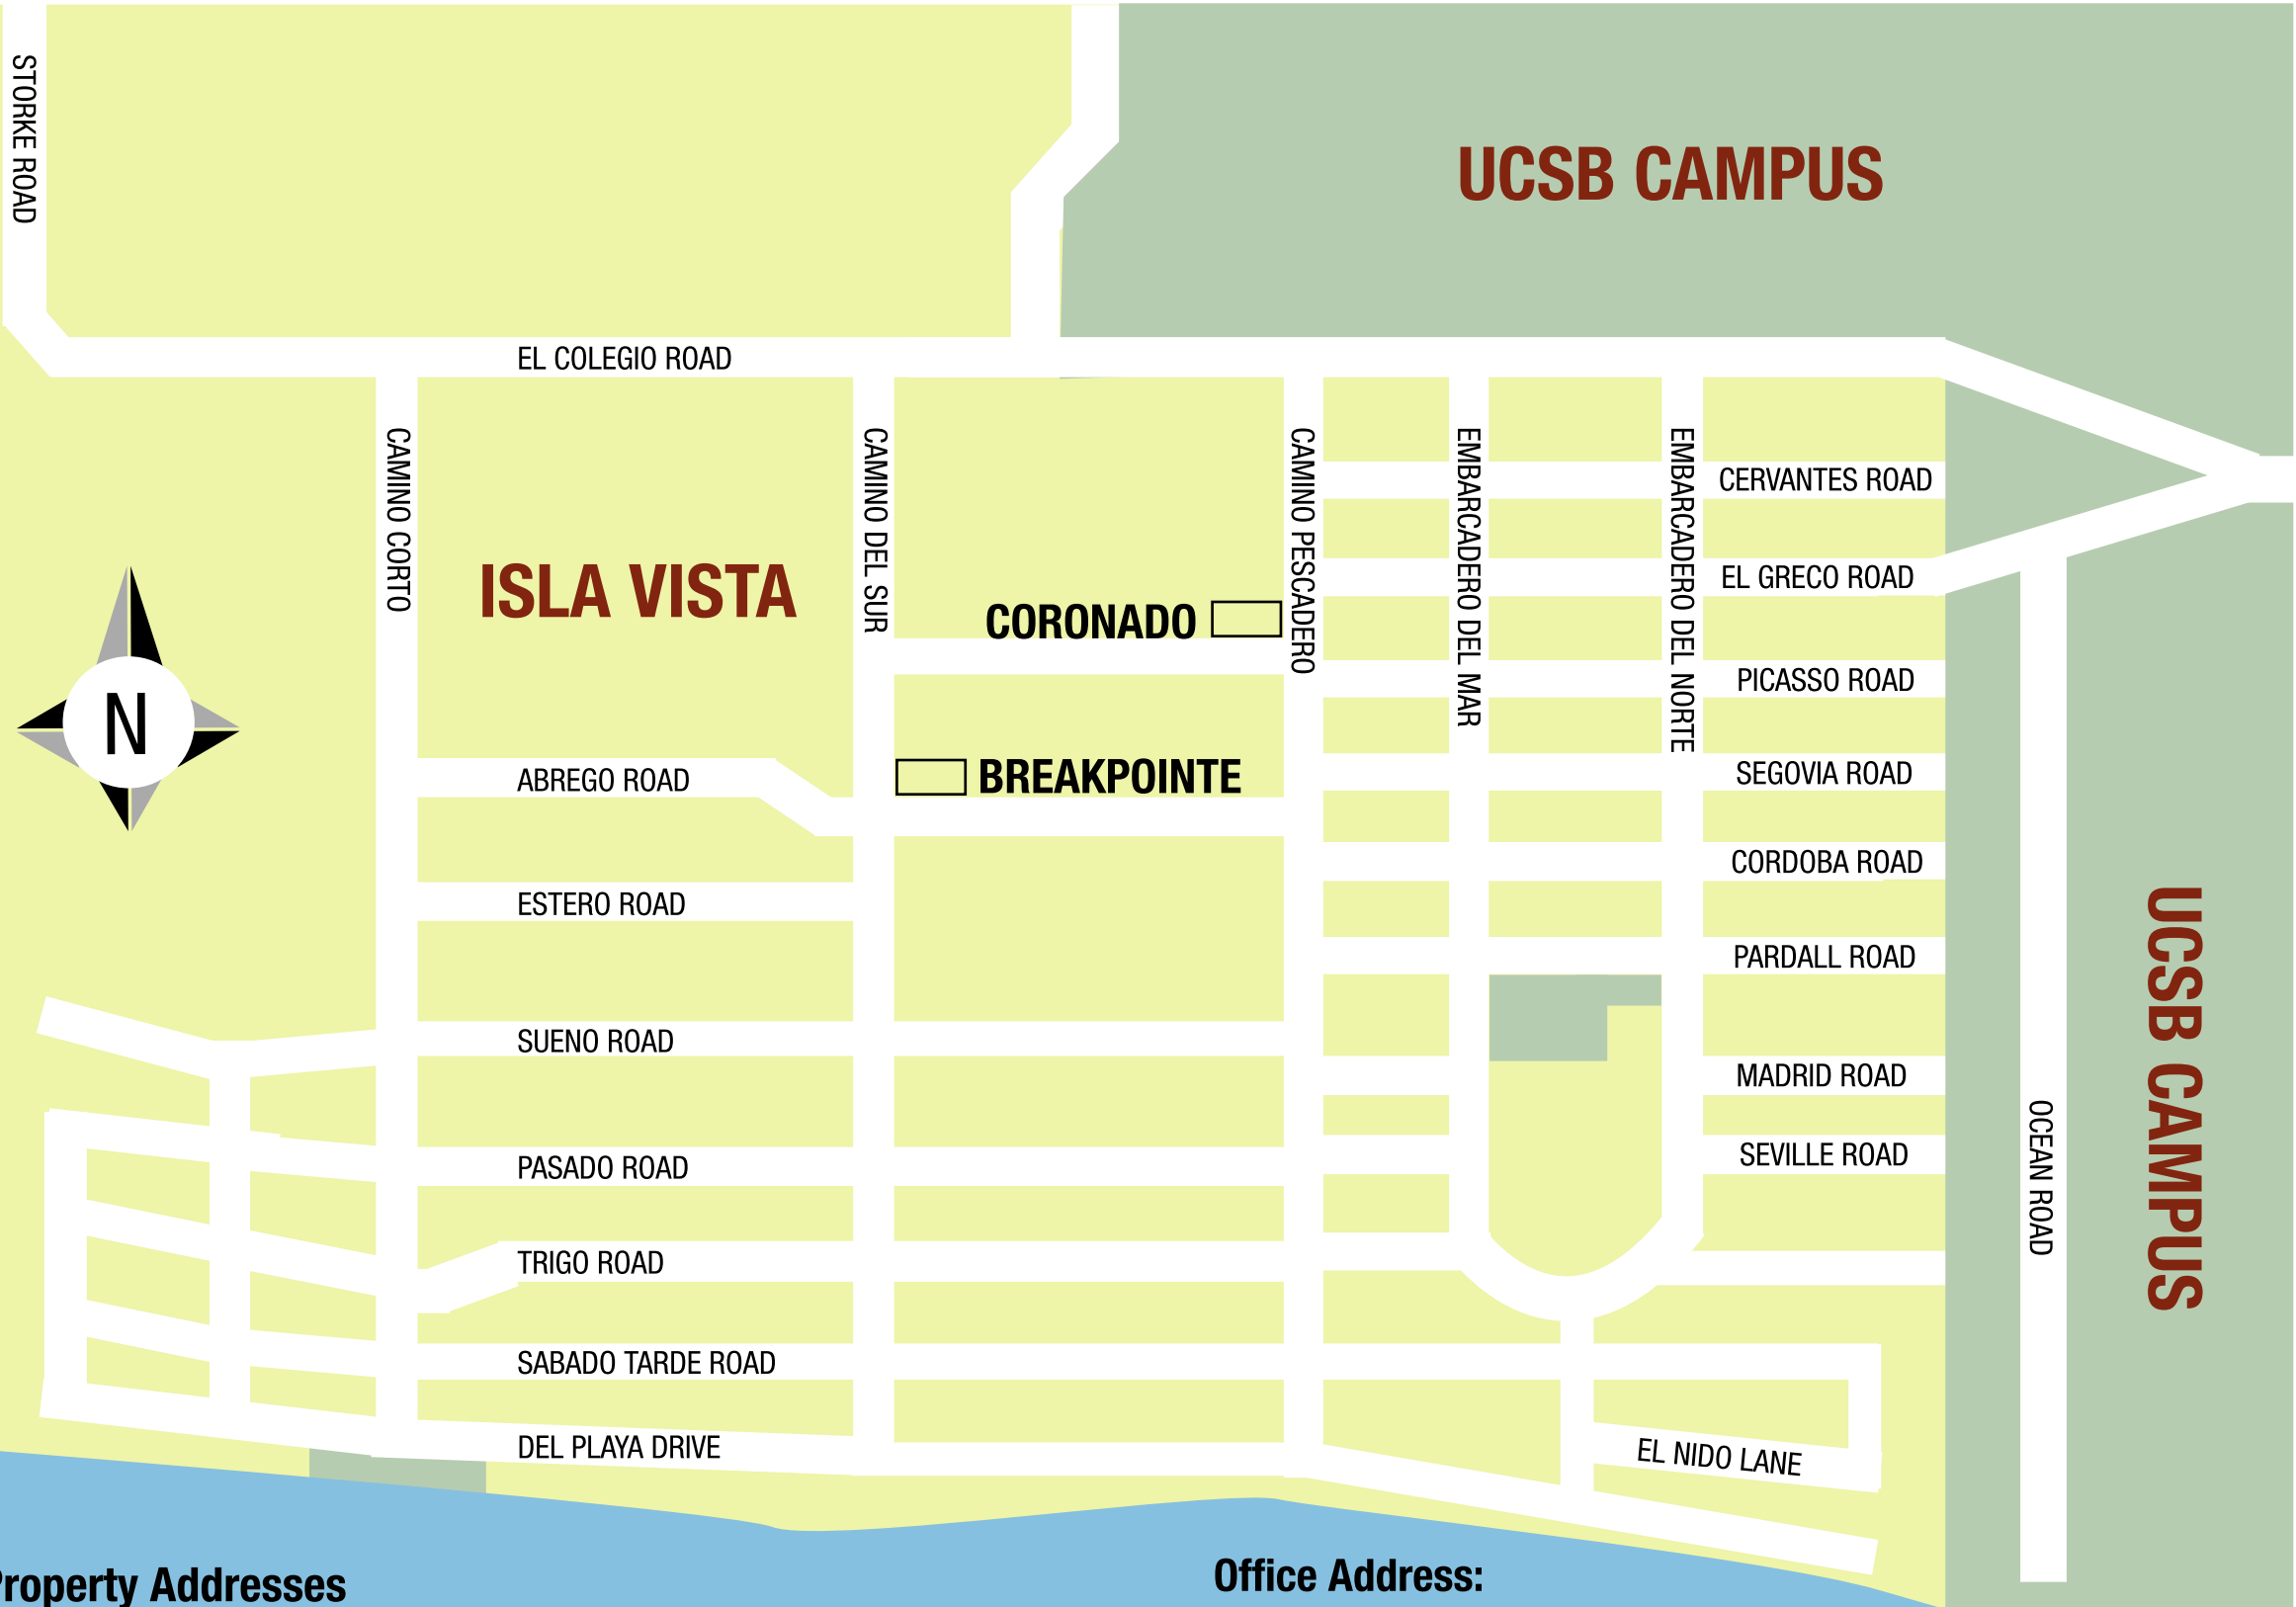 STORKE ROAD
UCSB CAMPUS
EL COLEGIO ROAD
CAMINO CORTO
CAMINO DEL SUR
CAMINO PESCADERO
EMBARCADERO DEL MAR
EMBARCADERO DEL NORTE
CERVANTES ROAD
ISLA VISTA
EL GRECO ROAD
CORONADO
PICASSO ROAD
N
ABREGO ROAD
BREAKPOINTE
SEGOVIA ROAD
CORDOBA ROAD
ESTERO ROAD
UCSB CAMPUS
PARDALL ROAD
SUENO ROAD
MADRID ROAD
OCEAN ROAD
PASADO ROAD
SEVILLE ROAD
TRIGO ROAD
SABADO TARDE ROAD
DEL PLAYA DRIVE
EL NIDO LANE
Property Addresses
Office Address: